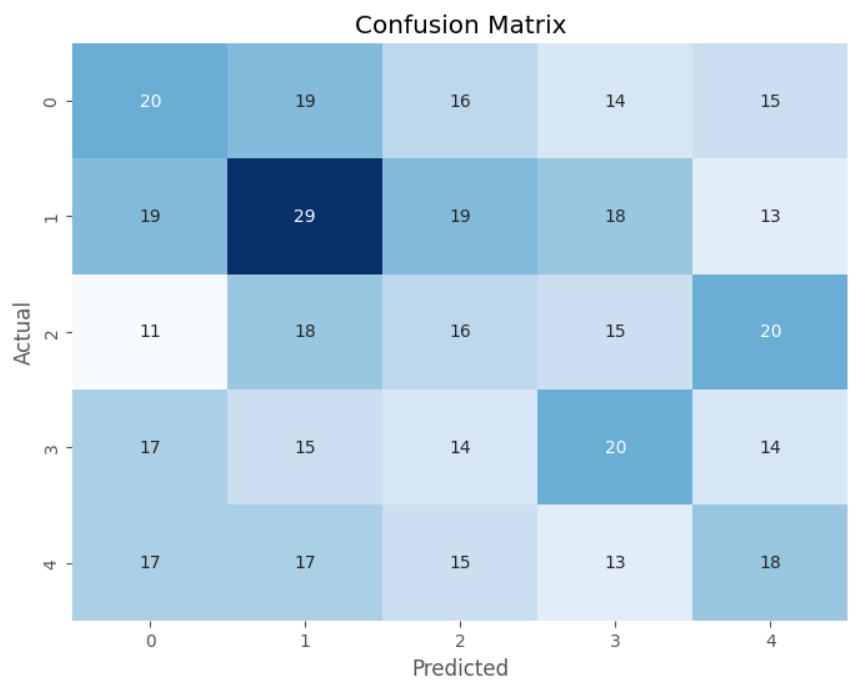 Confusion Matrix
0 20 19 16 14 15
1 19 29 19 18 13
2 11 18 16 15 20
3 17 15 14 20 14
4 17 17 15 13 18
Actual
0 1 2 3 4
Predicted